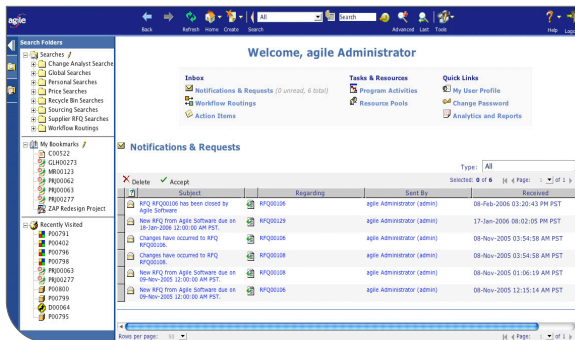 agile
Back Refresh Home Create Search
All
Search
Advanced Last Tools
Help
Search Folders
Searches
Change Analyst Searche
Global Searches
Personal Searches
Price Searches
Recycle Bin Searches
Sourcing Searches
Supplier RFQ Searches
Workflow Routings
My Bookmarks
C00522
GLH00273
MR00123
PRJ00062
PRJ00063
PRJ00277
ZAP Redesign Project
Recently Visited
P00791
P00402
P00796
P00798
PRJ00063
PRJ00277
P00800
P00799
D00064
P00795
Welcome, agile Administrator
Inbox
Notifications & Requests (0 unread, 6 total)
Workflow Routings
Action Items
Tasks & Resources
Program Activities
Resource Pools
Quick Links
My User Profile
Change Password
Analytics and Reports
Notifications & Requests
Type: All
Delete Accept
Selected: 0 of 6 Page: 1 of 1
Subject Regarding Sent By Received
RFQ RFQ00106 has been closed by Agile Software RFQ00106 agile Administrator (admin) 08-Feb-2006 03:20:43 PM PST
New RFQ from Agile Software due on 18-Jan-2006 12:00:00 AM PST. RFQ00129 agile Administrator (admin) 17-Jan-2006 08:02:05 PM PST
Changes have occurred to RFQ RFQ00106. RFQ00106 agile Administrator (admin) 08-Nov-2005 03:54:58 AM PST
Changes have occurred to RFQ RFQ00108. RFQ00108 agile Administrator (admin) 08-Nov-2005 03:54:58 AM PST
New RFQ from Agile Software due on 09-Nov-2005 12:00:00 AM PST. RFQ00108 agile Administrator (admin) 08-Nov-2005 01:06:19 AM PST
New RFQ from Agile Software due on 09-Nov-2005 12:00:00 AM PST. RFQ00106 agile Administrator (admin) 08-Nov-2005 12:15:14 AM PST
Rows per page: 50 Page: 1 of 1